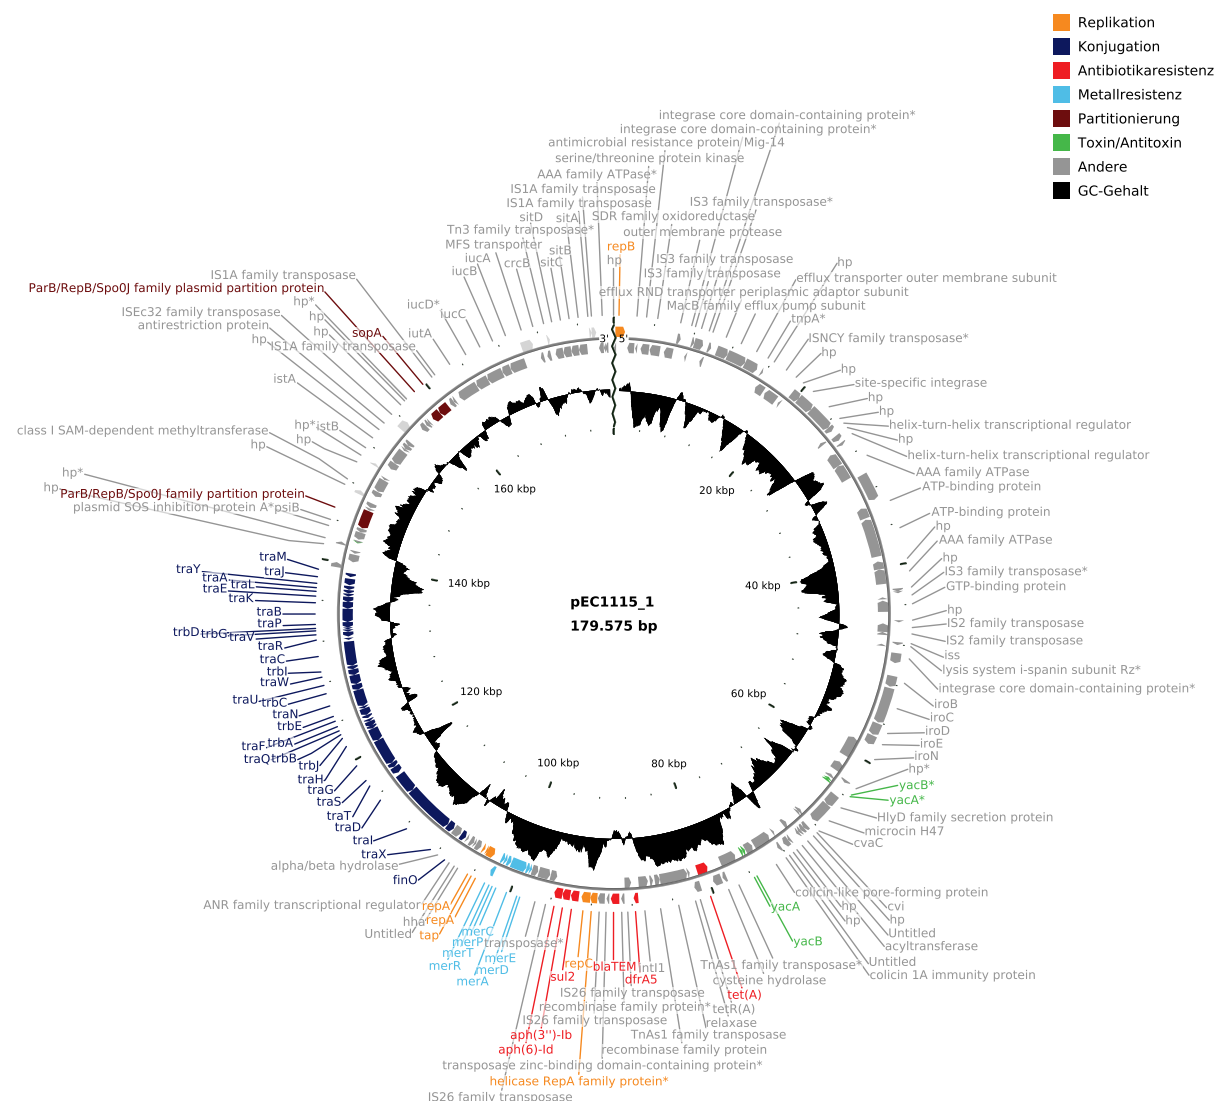 Replikation
Konjugation
Antibiotikaresistenz
Metallresistenz
Partitionierung
Toxin/Antitoxin
Andere
GC-Gehalt
integrase core domain-containing protein*
integrase core domain-containing protein*
antimicrobial resistance protein Mig-14
serine/threonine protein kinase
AAA family ATPase*
IS1A family transposase
IS3 family transposase*
IS1A family transposase
sitD
sitA
SDR family oxidoreductase
Tn3 family transposase*
outer membrane protease
MFS transporter
sitB
repB
iucA
crcB
sitC
hp
IS3 family transposase
hp
iucB
IS3 family transposase
IS1A family transposase
efflux transporter outer membrane subunit
ParB/RepB/Spo0J family plasmid partition protein
efflux RND transporter periplasmic adaptor subunit
hp*
iucD*
MacB family efflux pump subunit
ISEc32 family transposase
hp
iucC
tnpA*
antirestriction protein
hp
sopA
iutA
3'
5'
ISNCY family transposase*
hp
IS1A family transposase
hp
hp
istA
site-specific integrase
hp
hp
hp*
istB
helix-turn-helix transcriptional regulator
class I SAM-dependent methyltransferase
hp
hp
hp
helix-turn-helix transcriptional regulator
hp*
AAA family ATPase
hp
ATP-binding protein
160 kbp
20 kbp
ParB/RepB/Spo0J family partition protein
plasmid SOS inhibition protein A*
psiB
ATP-binding protein
hp
AAA family ATPase
traM
hp
traY
traJ
IS3 family transposase*
traA
traL
140 kbp
40 kbp
traE
GTP-binding protein
traK
pEC1115_1
traB
hp
traP
179.575 bp
IS2 family transposase
trbD
trbG
traV
traR
IS2 family transposase
traC
iss
trbI
lysis system i-spanin subunit Rz*
traW
120 kbp
60 kbp
integrase core domain-containing protein*
traU
trbC
iroB
traN
iroC
trbE
iroD
traF
trbA
iroE
traQ
trbB
iroN
trbJ
100 kbp
80 kbp
hp*
traH
yacB*
traG
yacA*
traS
traT
HlyD family secretion protein
traD
microcin H47
traI
cvaC
traX
alpha/beta hydrolase
finO
colicin-like pore-forming protein
ANR family transcriptional regulator
repA
yacA
hp
cvi
hha
repA
hp
hp
Untitled
tap
merC
Untitled
merP
transposase*
yacB
acyltransferase
merT
merE
merR
merD
repC
blaTEM
intI1
TnAs1 family transposase*
Untitled
merA
sul2
dfrA5
cysteine hydrolase
colicin 1A immunity protein
IS26 family transposase
tet(A)
recombinase family protein*
tetR(A)
IS26 family transposase
relaxase
aph(3'')-Ib
TnAs1 family transposase
aph(6)-Id
recombinase family protein
transposase zinc-binding domain-containing protein*
helicase RepA family protein*
IS26 family transposase